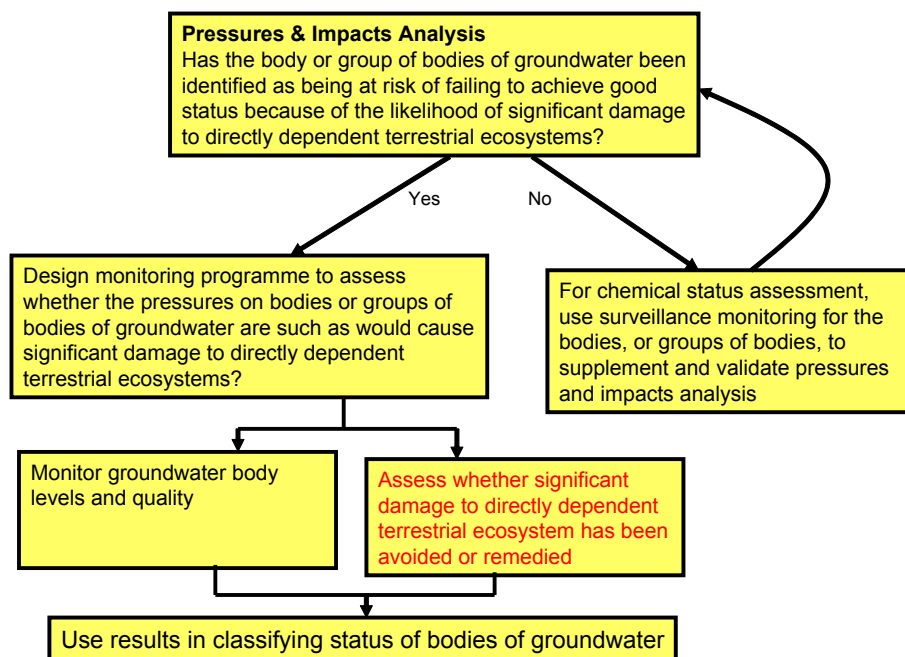 Pressures & Impacts Analysis
Has the body or group of bodies of groundwater been
identified as being at risk of failing to achieve good
status because of the likelihood of significant damage
to directly dependent terrestrial ecosystems?
Yes
No
Design monitoring programme to assess
whether the pressures on bodies or groups of
bodies of groundwater are such as would cause
significant damage to directly dependent
terrestrial ecosystems?
For chemical status assessment,
use surveillance monitoring for the
bodies, or groups of bodies, to
supplement and validate pressures
and impacts analysis
Monitor groundwater body
levels and quality
Assess whether significant
damage to directly dependent
terrestrial ecosystem has been
avoided or remedied
Use results in classifying status of bodies of groundwater